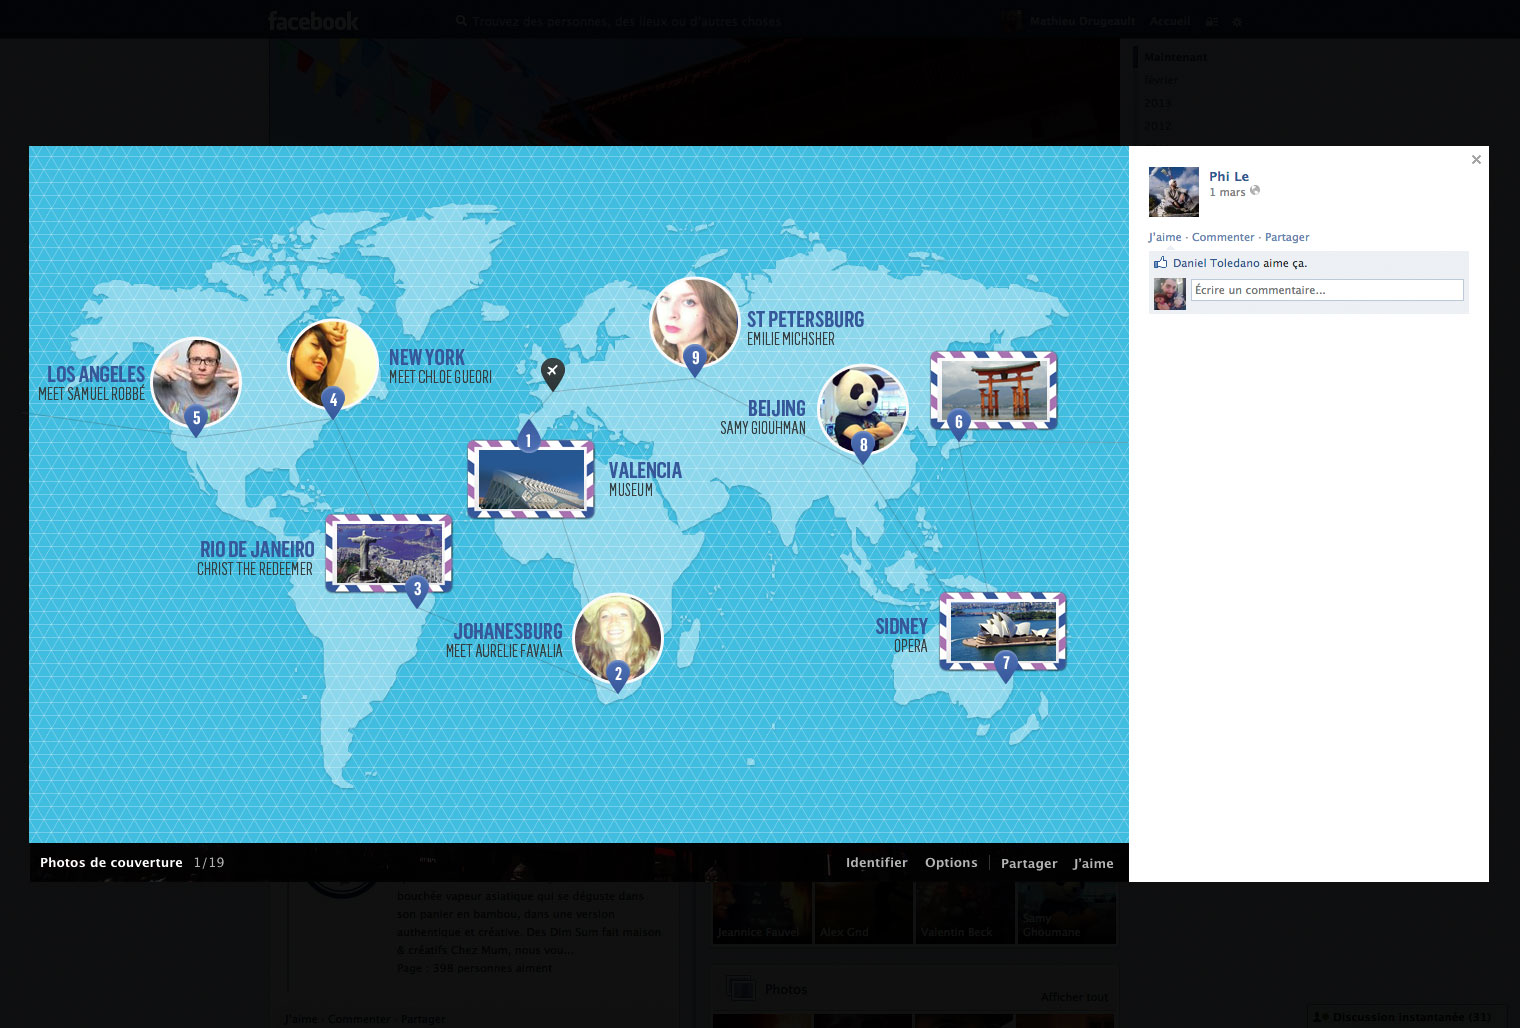 facebook
Trouvez des personnes, des lieux ou d'autres choses
Mathieu Drugeault
Accueil
Maintenant
février
2013
2012
Phi Le
1 mars
J'aime · Commenter · Partager
Daniel Toledano aime ça.
Écrire un commentaire...
ST PETERSBURG
EMILIE MICHSHER
9
NEW YORK
MEET CHLOE GUEORI
4
LOS ANGELES
MEET SAMUEL ROBBÉ
5
BEIJING
SAMY GIOUHMAN
8
6
1
VALENCIA
MUSEUM
RIO DE JANEIRO
CHRIST THE REDEEMER
3
JOHANESBURG
MEET AURELIE FAVALIA
2
SIDNEY
OPERA
7
Photos de couverture 1/19
Identifier
Options
Partager
J'aime
bouchée vapeur asiatique qui se déguste dans
son panier en bambou, dans une version
authentique et créative. Des Dim Sum fait maison
& créatifs Chez Mum, nous vou...
Page : 398 personnes aiment
J'aime · Commenter · Partager
Jeannice Fauvel
Alex Gnd
Valentin Beck
Samy
Ghoumane
Photos
Afficher tout
Discussion instantanée (31)